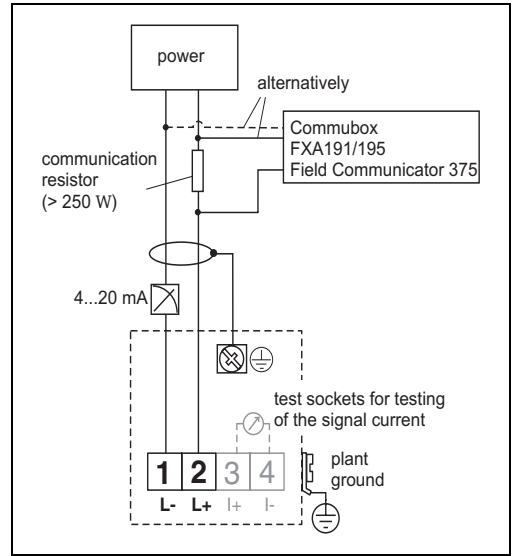 power
alternatively
Commubox
FXA191/195
Field Communicator 375
communication
resistor
(> 250 W)
4...20 mA
test sockets for testing
of the signal current
1 2 3 4
L- L+ I+ I-
plant
ground